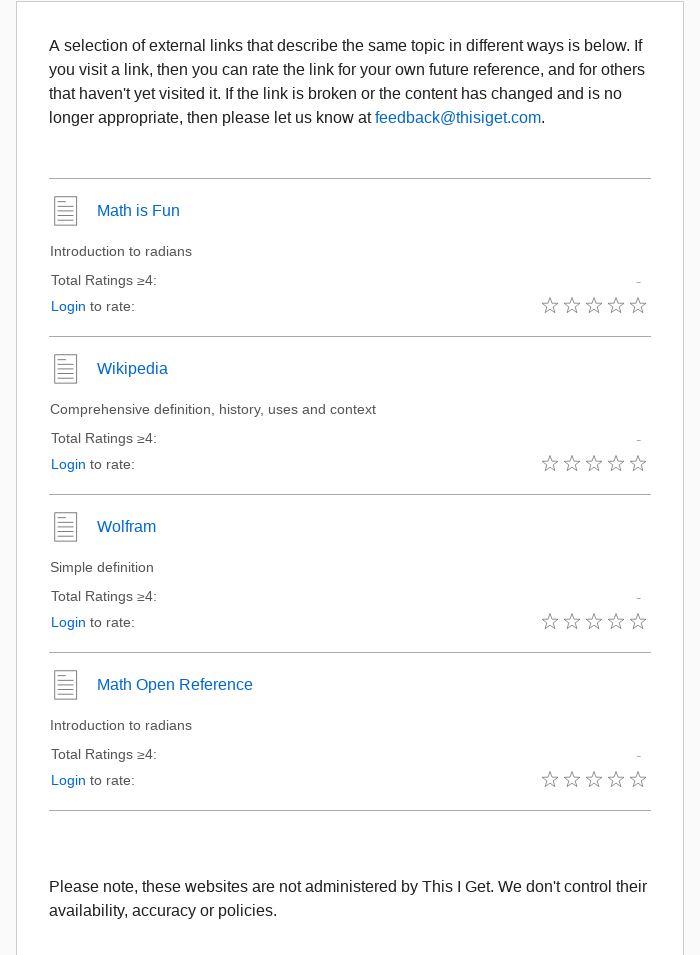 A selection of external links that describe the same topic in different ways is below. If
you visit a link, then you can rate the link for your own future reference, and for others
that haven't yet visited it. If the link is broken or the content has changed and is no
longer appropriate, then please let us know at feedback@thisiget.com.
Math is Fun
Introduction to radians
Total Ratings ≥4: -
Login to rate:
Wikipedia
Comprehensive definition, history, uses and context
Total Ratings ≥4: -
Login to rate:
Wolfram
Simple definition
Total Ratings ≥4: -
Login to rate:
Math Open Reference
Introduction to radians
Total Ratings ≥4: -
Login to rate:
Please note, these websites are not administered by This I Get. We don't control their
availability, accuracy or policies.